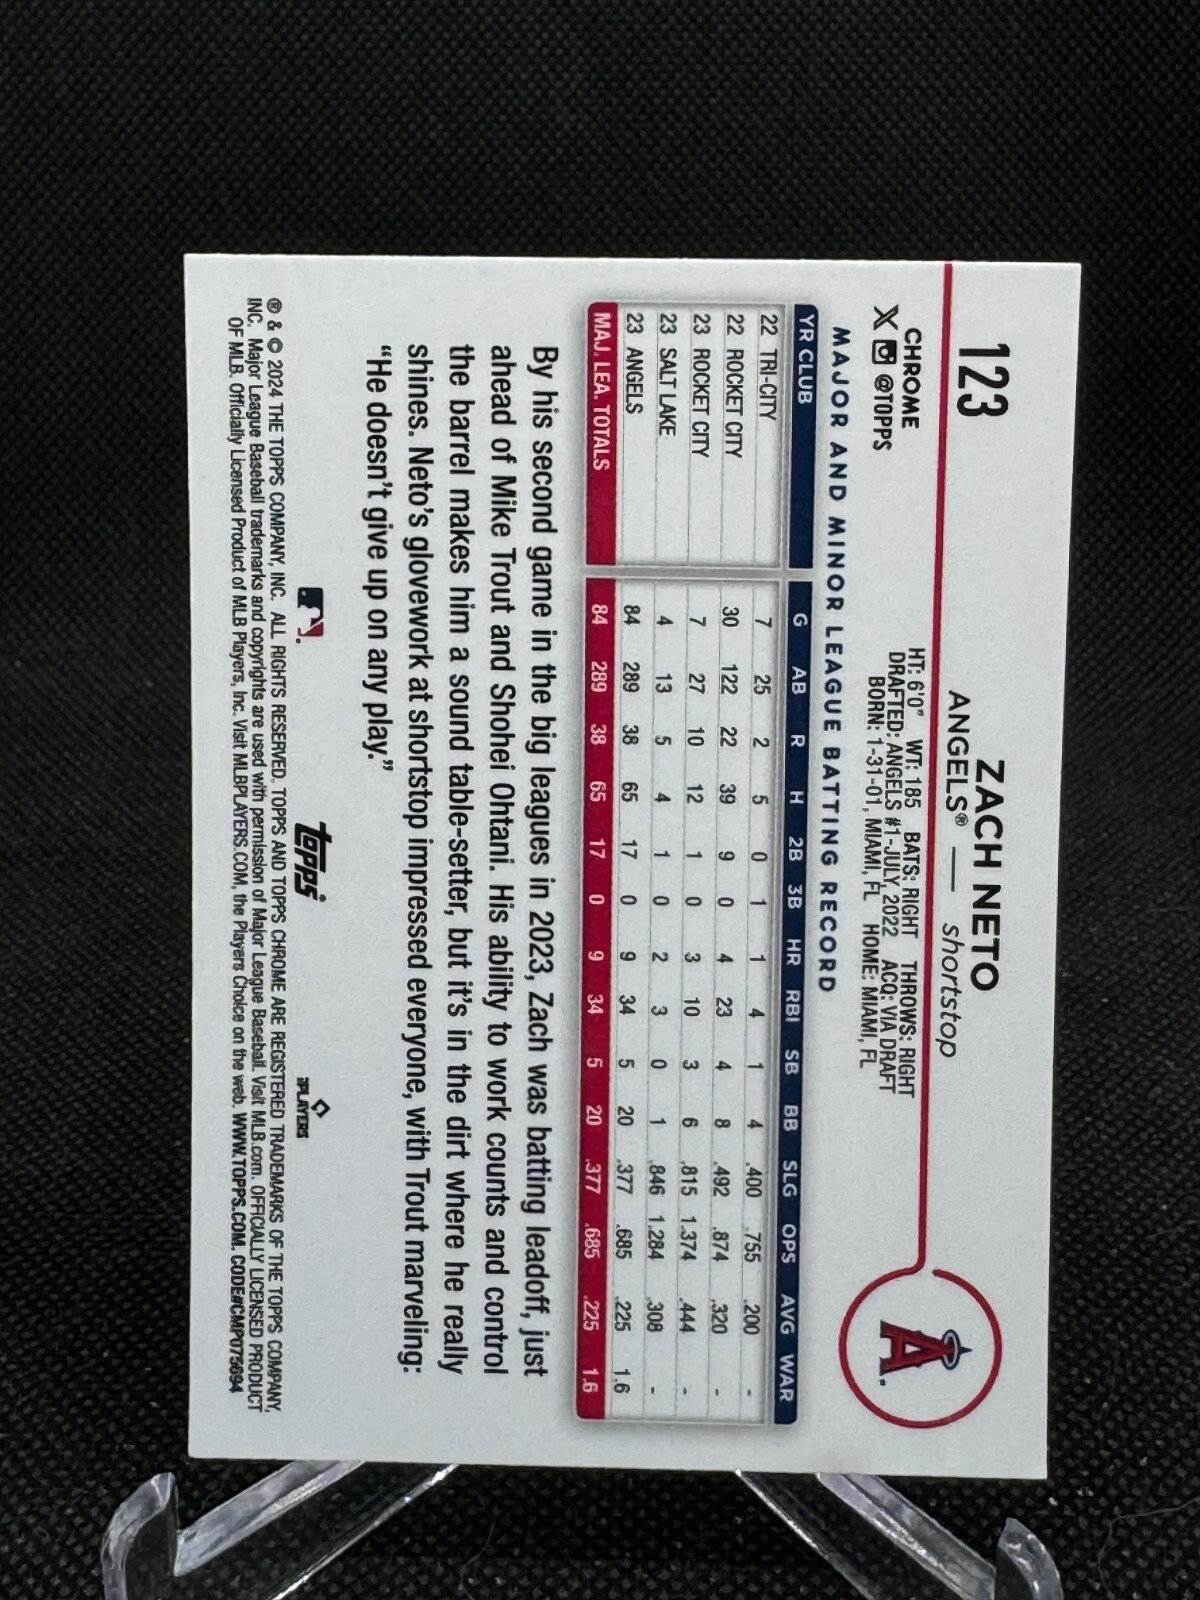 123
ZACH NETO
ANGELS® — shortstop
CHROME
@TOPPS
HT: 6'0" WT: 185 BATS: RIGHT THROWS: RIGHT
DRAFTED: ANGELS #1-JULY, 2022 ACQ: VIA DRAFT
BORN: 1-31-01, MIAMI, FL HOME: MIAMI, FL
A
MAJOR AND MINOR LEAGUE BATTING RECORD
YR CLUB G AB R H 2B 3B HR RBI SB BB SLG OPS AVG WAR
22 TRI-CITY 7 25 2 5 0 1 1 4 1 4 .400 .755 .200 -
22 ROCKET CITY 30 122 22 39 9 0 4 23 4 8 .492 .874 .320 -
23 ROCKET CITY 7 27 10 12 1 0 3 10 3 6 .815 1.374 .444 -
23 SALT LAKE 4 13 5 4 1 0 2 3 0 1 .846 1.284 .308 -
23 ANGELS 84 289 38 65 17 0 9 34 5 20 .377 .685 .225 1.6
MAJ. LEA. TOTALS 84 289 38 65 17 0 9 34 5 20 .377 .685 .225 1.6
By his second game in the big leagues in 2023, Zach was batting leadoff, just
ahead of Mike Trout and Shohei Ohtani. His ability to work counts and control
the barrel makes him a sound table-setter, but it's in the dirt where he really
shines. Neto's glovework at shortstop impressed everyone, with Trout marveling:
“He doesn't give up on any play.”
topps
PLAYERS
® & © 2024 THE TOPPS COMPANY, INC. ALL RIGHTS RESERVED. TOPPS AND TOPPS CHROME ARE REGISTERED TRADEMARKS OF THE TOPPS COMPANY,
INC. Major League Baseball trademarks and copyrights are used with permission of Major League Baseball. Visit MLB.com. OFFICIALLY LICENSED PRODUCT
OF MLB. Officially Licensed Product of MLB Players, Inc. Visit MLBPLAYERS.COM, the Players Choice on the web. WWW.TOPPS.COM. CODE#CMP075694